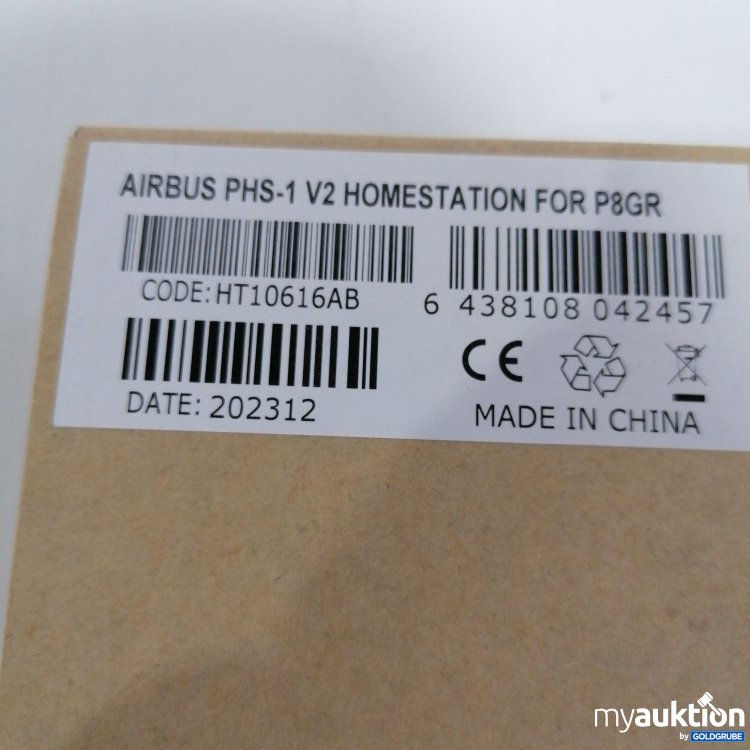 AIRBUS PHS-1 V2 HOMESTATION FOR P8GR
CODE: HT10616AB
6 438108 042457
DATE: 202312
CE
MADE IN CHINA
myauktion
by GOLDGRUBE